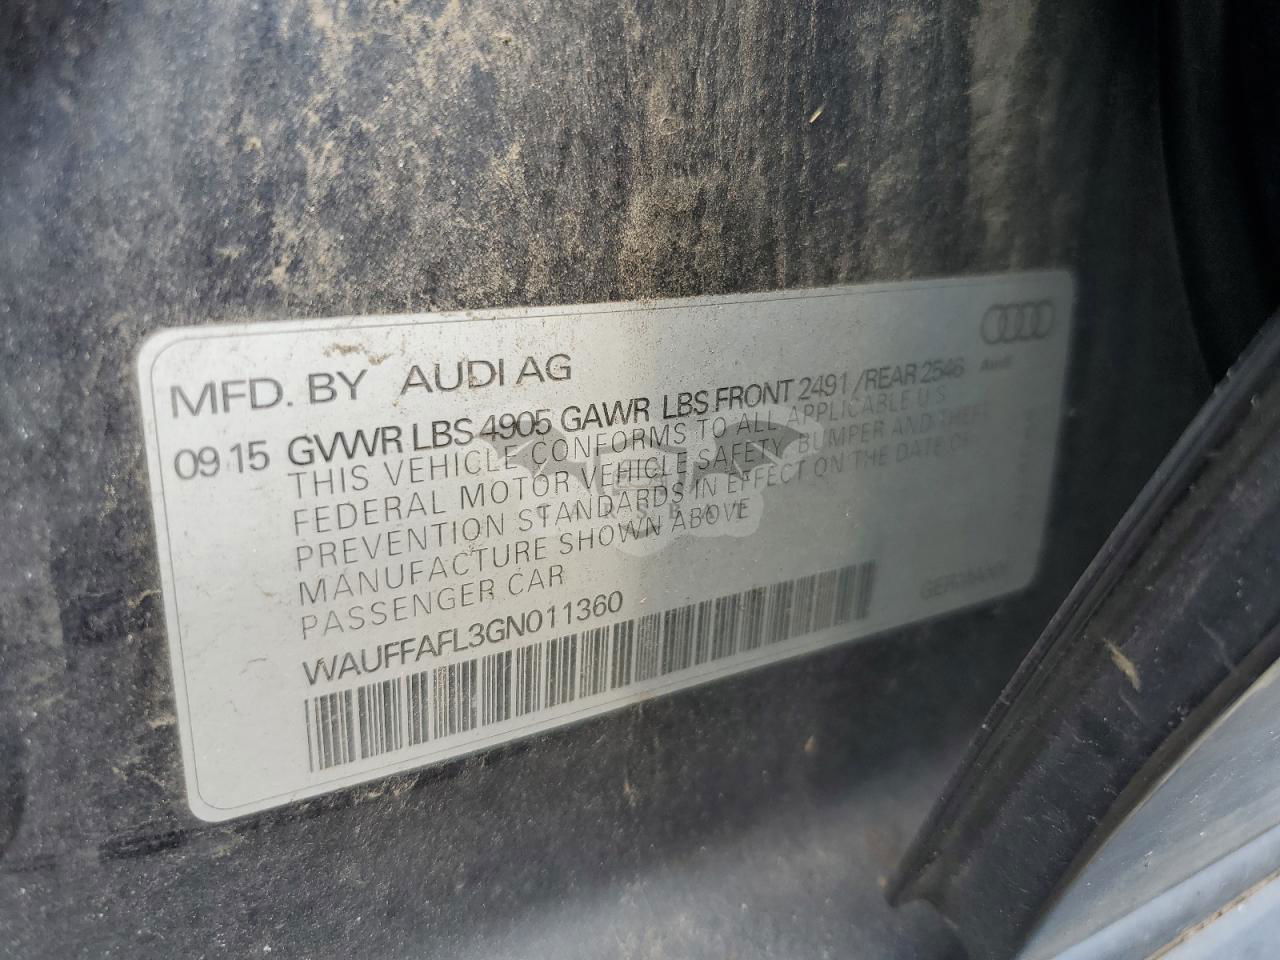 MFD. BY AUDI AG
Audi
09 15 GVWR LBS 4905 GAWR LBS FRONT 2491 / REAR 2546
THIS VEHICLE CONFORMS TO ALL APPLICABLE U.S.
FEDERAL MOTOR VEHICLE SAFETY, BUMPER AND THEFT
PREVENTION STANDARDS IN EFFECT ON THE DATE OF
MANUFACTURE SHOWN ABOVE
PASSENGER CAR
WAUFFAFL3GN011360
GERMANY